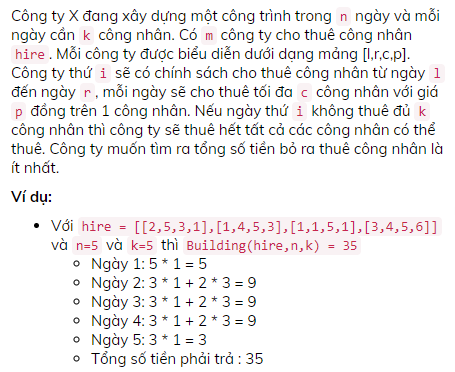 Công ty X đang xây dựng một công trình trong n ngày và mỗi
ngày cần k công nhân. Có m công ty cho thuê công nhân
hire . Mỗi công ty được biểu diễn dưới dạng mảng [l,r,c,p].
Công ty thứ i sẽ có chính sách cho thuê công nhân từ ngày l
đến ngày r , mỗi ngày sẽ cho thuê tối đa c công nhân với giá
p đồng trên 1 công nhân. Nếu ngày thứ i không thuê đủ k
công nhân thì công ty sẽ thuê hết tất cả các công nhân có thể
thuê. Công ty muốn tìm ra tổng số tiền bỏ ra thuê công nhân là
ít nhất.
Ví dụ:
• Với hire = [[2,5,3,1],[1,4,5,3],[1,1,5,1],[3,4,5,6]]
và n=5 và k=5 thì Building(hire,n,k) = 35
○ Ngày 1: 5 * 1 = 5
○ Ngày 2: 3 * 1 + 2 * 3 = 9
○ Ngày 3: 3 * 1 + 2 * 3 = 9
○ Ngày 4: 3 * 1 + 2 * 3 = 9
○ Ngày 5: 3 * 1 = 3
○ Tổng số tiền phải trả : 35